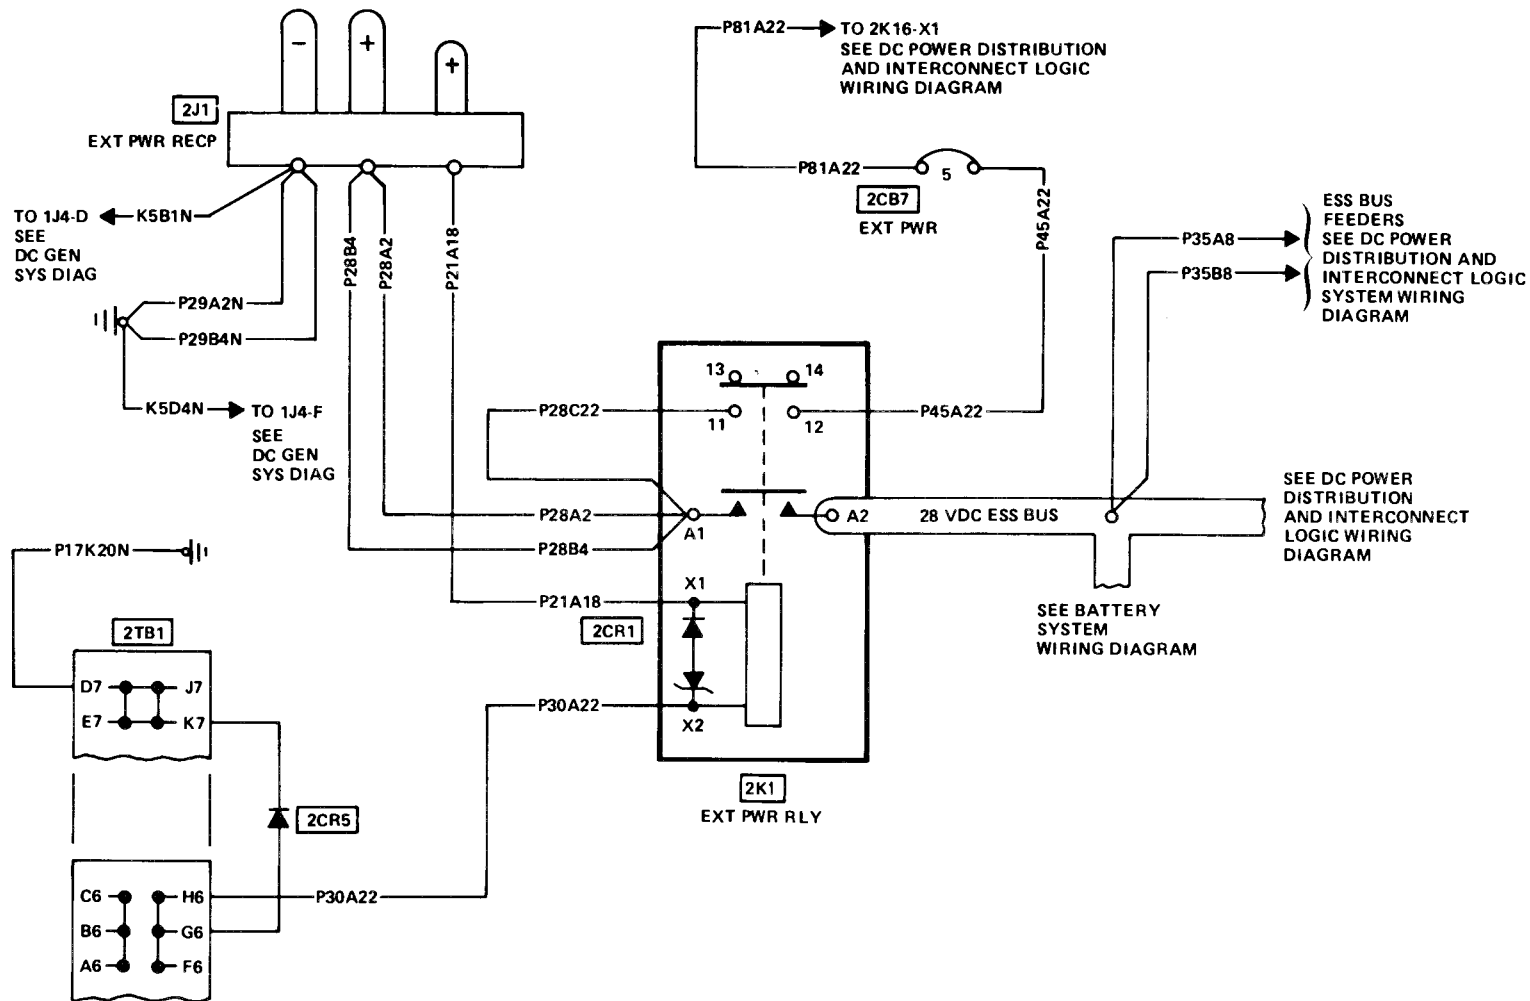 P81A22
TO 2K16-X1
SEE DC POWER DISTRIBUTION
AND INTERCONNECT LOGIC
WIRING DIAGRAM
−
+
+
2J1
EXT PWR RECP
P81A22
5
2CB7
EXT PWR
P45A22
TO 1J4-D
SEE
DC GEN
SYS DIAG
K5B1N
P28B4
P28A2
P21A18
P35A8
P35B8
ESS BUS
FEEDERS
SEE DC POWER
DISTRIBUTION AND
INTERCONNECT LOGIC
SYSTEM WIRING
DIAGRAM
P29A2N
P29B4N
K5D4N
TO 1J4-F
SEE
DC GEN
SYS DIAG
13
14
P28C22
11
12
P45A22
P28A2
A1
A2
28 VDC ESS BUS
SEE DC POWER
DISTRIBUTION
AND INTERCONNECT
LOGIC WIRING
DIAGRAM
P28B4
P17K20N
X1
P21A18
2CR1
SEE BATTERY
SYSTEM
WIRING DIAGRAM
2TB1
D7
J7
E7
K7
P30A22
X2
2K1
EXT PWR RLY
2CR5
C6
H6
P30A22
B6
G6
A6
F6